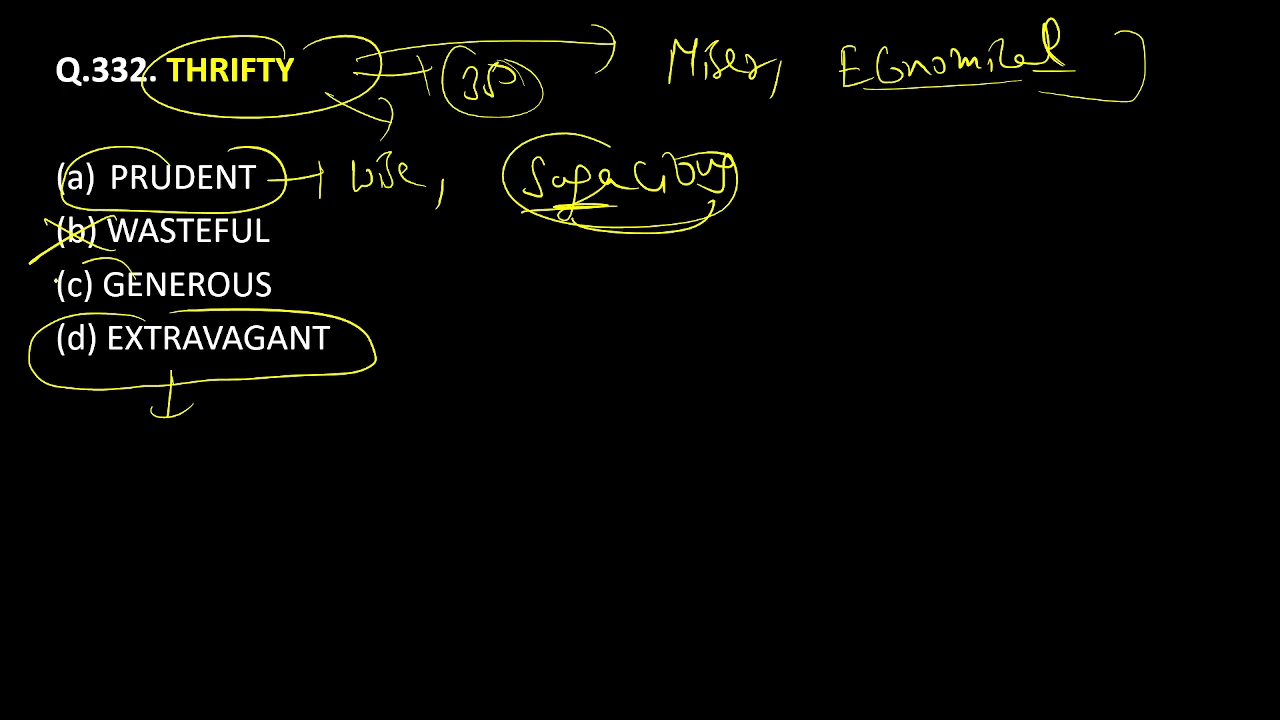 Q.332. THRIFTY Miser, Economical
(a) PRUDENT wise, Sagacious
(b) WASTEFUL
(c) GENEROUS
(d) EXTRAVAGANT